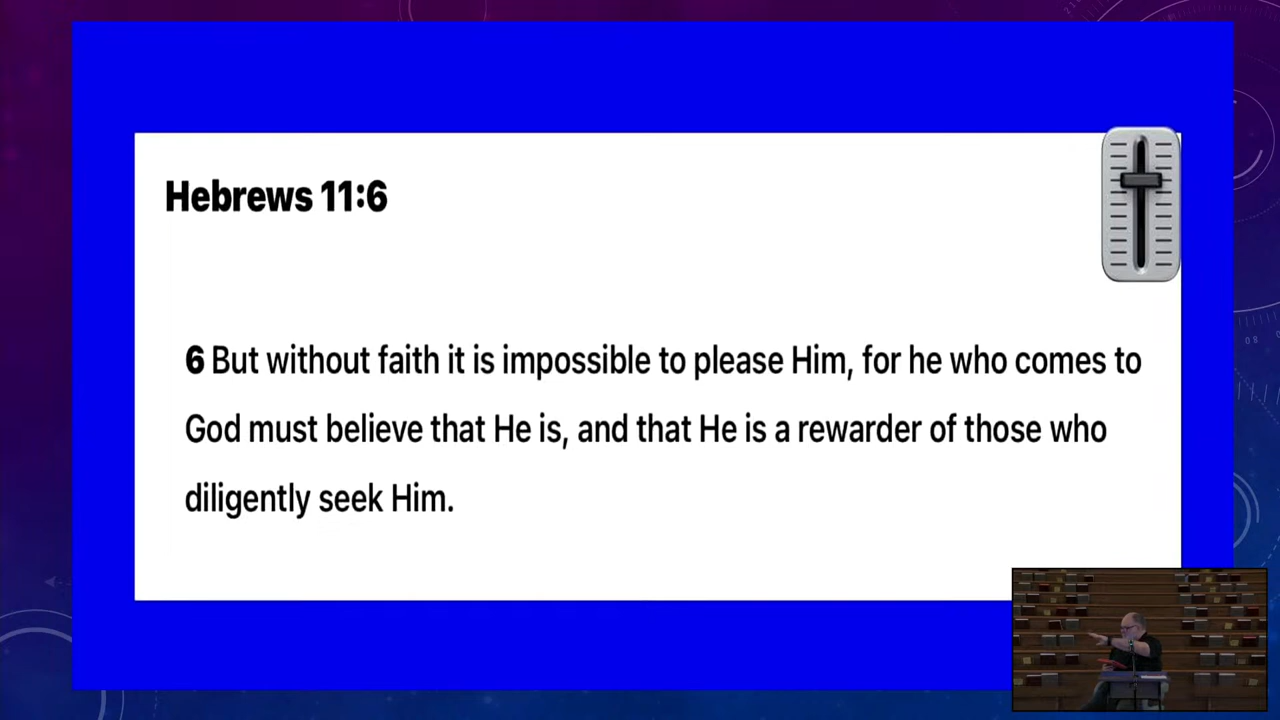 Hebrews 11:6
6 But without faith it is impossible to please Him, for he who comes to
God must believe that He is, and that He is a rewarder of those who
diligently seek Him.
08